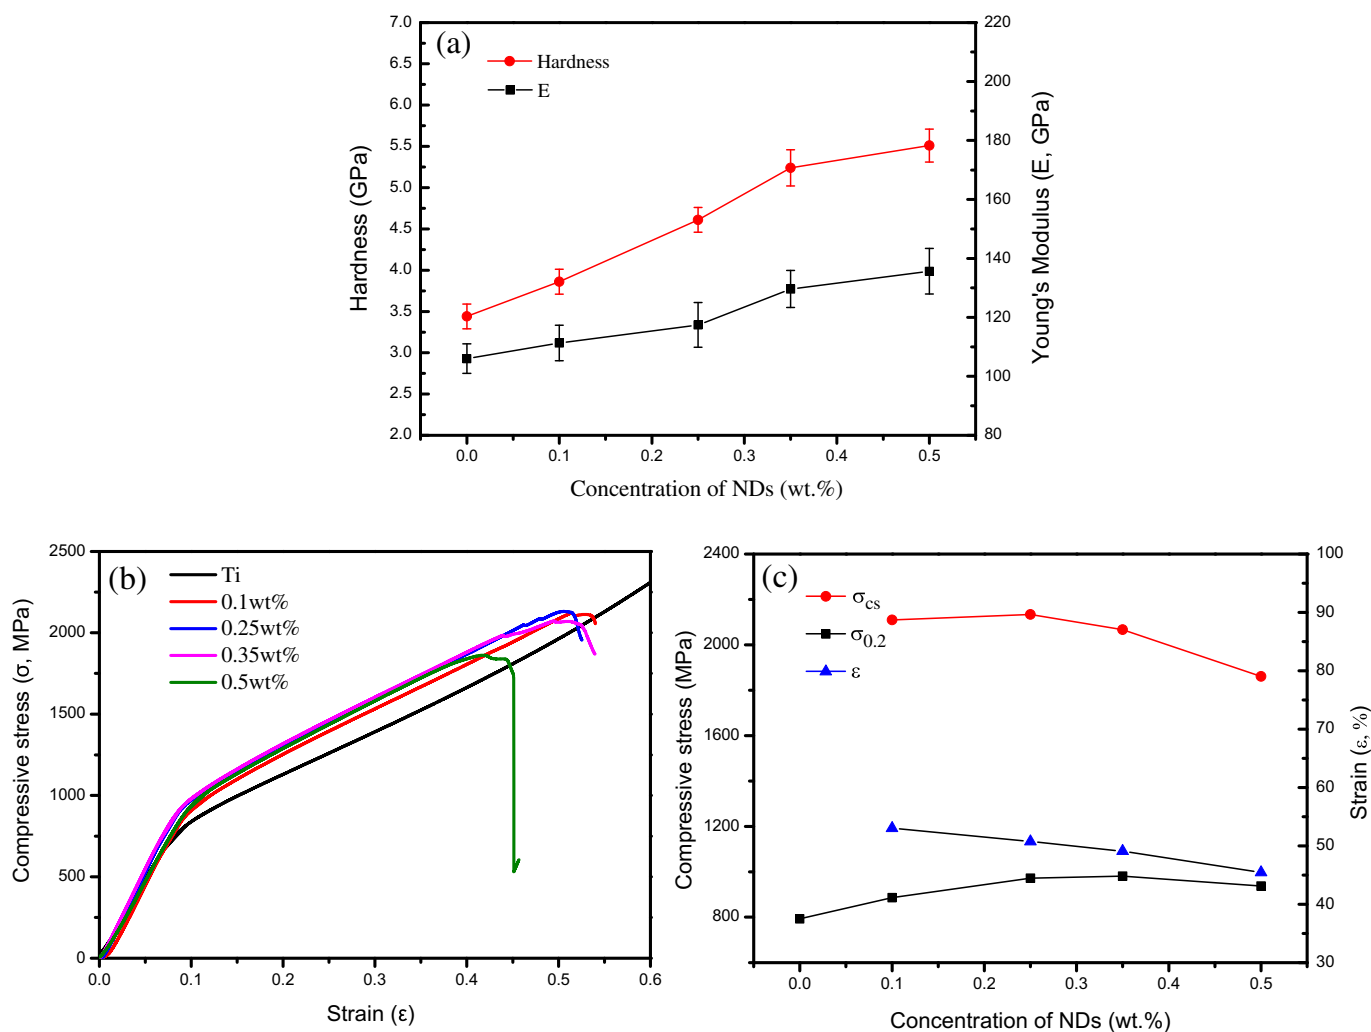 (a)
Hardness
E
7.0
6.5
6.0
5.5
5.0
4.5
4.0
3.5
3.0
2.5
2.0
Hardness (GPa)
220
200
180
160
140
120
100
80
Young's Modulus (E, GPa)
0.0 0.1 0.2 0.3 0.4 0.5
Concentration of NDs (wt.%)
(b)
Ti
0.1wt%
0.25wt%
0.35wt%
0.5wt%
2500
2000
1500
1000
500
0
Compressive stress (σ, MPa)
0.0 0.1 0.2 0.3 0.4 0.5 0.6
Strain (ε)
(c)
σcs
σ0.2
ε
2400
2000
1600
1200
800
Compressive stress (MPa)
100
90
80
70
60
50
40
30
Strain (ε, %)
0.0 0.1 0.2 0.3 0.4 0.5
Concentration of NDs (wt.%)